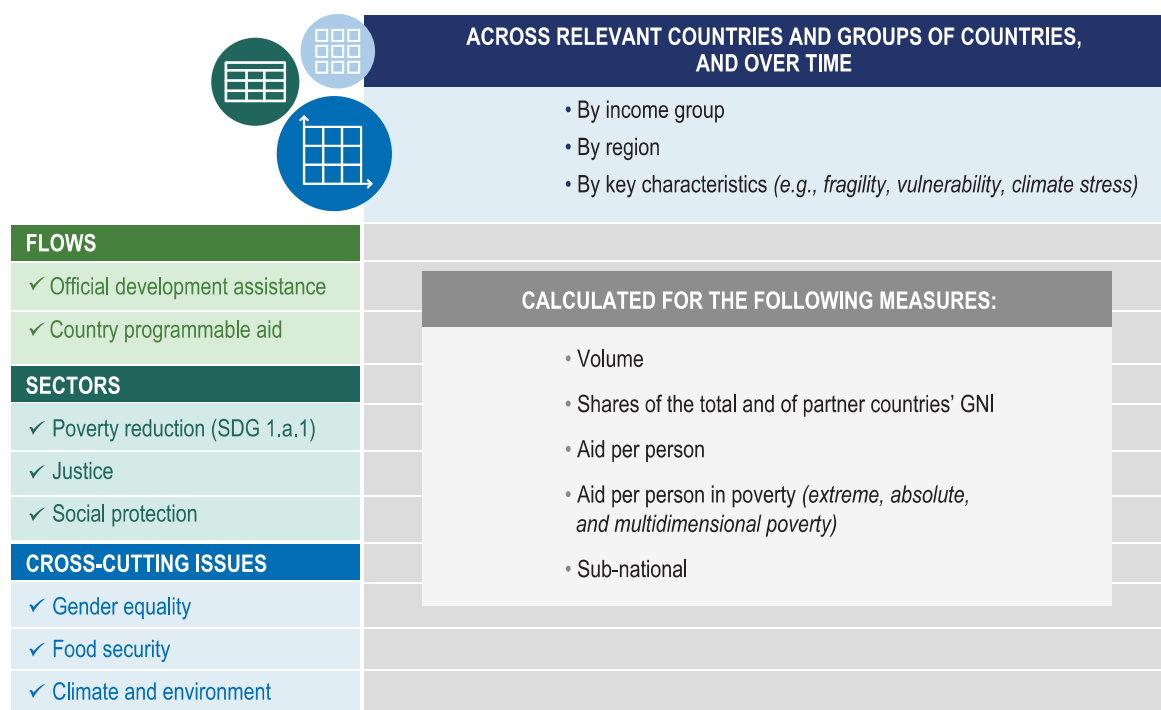 ACROSS RELEVANT COUNTRIES AND GROUPS OF COUNTRIES,
AND OVER TIME
• By income group
• By region
• By key characteristics (e.g., fragility, vulnerability, climate stress)
FLOWS
✓ Official development assistance
✓ Country programmable aid
SECTORS
✓ Poverty reduction (SDG 1.a.1)
✓ Justice
✓ Social protection
CROSS-CUTTING ISSUES
✓ Gender equality
✓ Food security
✓ Climate and environment
CALCULATED FOR THE FOLLOWING MEASURES:
• Volume
• Shares of the total and of partner countries’ GNI
• Aid per person
• Aid per person in poverty (extreme, absolute,
and multidimensional poverty)
• Sub-national